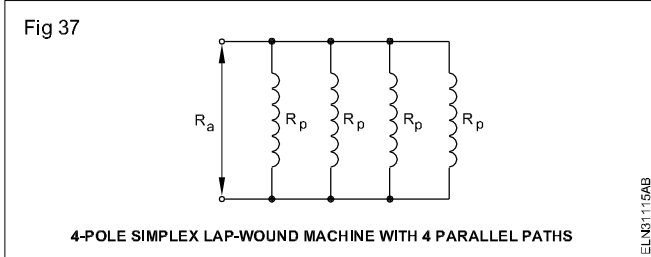 Fig 37
Ra
Rp Rp Rp Rp
4-POLE SIMPLEX LAP-WOUND MACHINE WITH 4 PARALLEL PATHS
ELN31115AB